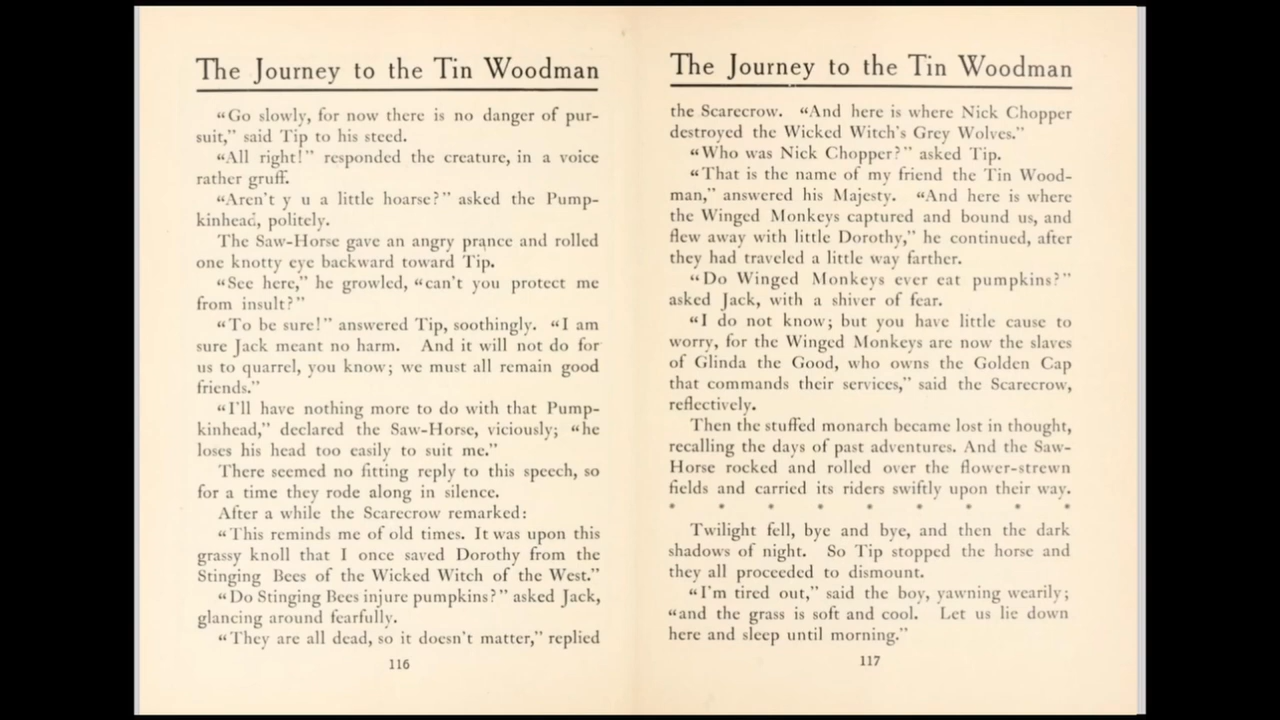 The Journey to the Tin Woodman
“Go slowly, for now there is no danger of pur-
suit,” said Tip to his steed.
“All right!” responded the creature, in a voice
rather gruff.
“Aren't y u a little hoarse?” asked the Pump-
kinhead, politely.
The Saw-Horse gave an angry prance and rolled
one knotty eye backward toward Tip.
“See here,” he growled, “can't you protect me
from insult?”
“To be sure!” answered Tip, soothingly. “I am
sure Jack meant no harm. And it will not do for
us to quarrel, you know; we must all remain good
friends.”
“I'll have nothing more to do with that Pump-
kinhead,” declared the Saw-Horse, viciously; “he
loses his head too easily to suit me.”
There seemed no fitting reply to this speech, so
for a time they rode along in silence.
After a while the Scarecrow remarked:
“This reminds me of old times. It was upon this
grassy knoll that I once saved Dorothy from the
Stinging Bees of the Wicked Witch of the West.”
“Do Stinging Bees injure pumpkins?” asked Jack,
glancing around fearfully.
“They are all dead, so it doesn't matter,” replied
116
The Journey to the Tin Woodman
the Scarecrow. “And here is where Nick Chopper
destroyed the Wicked Witch's Grey Wolves.”
“Who was Nick Chopper?” asked Tip.
“That is the name of my friend the Tin Wood-
man,” answered his Majesty. “And here is where
the Winged Monkeys captured and bound us, and
flew away with little Dorothy,” he continued, after
they had traveled a little way farther.
“Do Winged Monkeys ever eat pumpkins?”
asked Jack, with a shiver of fear.
“I do not know; but you have little cause to
worry, for the Winged Monkeys are now the slaves
of Glinda the Good, who owns the Golden Cap
that commands their services,” said the Scarecrow,
reflectively.
Then the stuffed monarch became lost in thought,
recalling the days of past adventures. And the Saw-
Horse rocked and rolled over the flower-strewn
fields and carried its riders swiftly upon their way.
* * * * * * * * *
Twilight fell, bye and bye, and then the dark
shadows of night. So Tip stopped the horse and
they all proceeded to dismount.
“I'm tired out,” said the boy, yawning wearily;
“and the grass is soft and cool. Let us lie down
here and sleep until morning.”
117